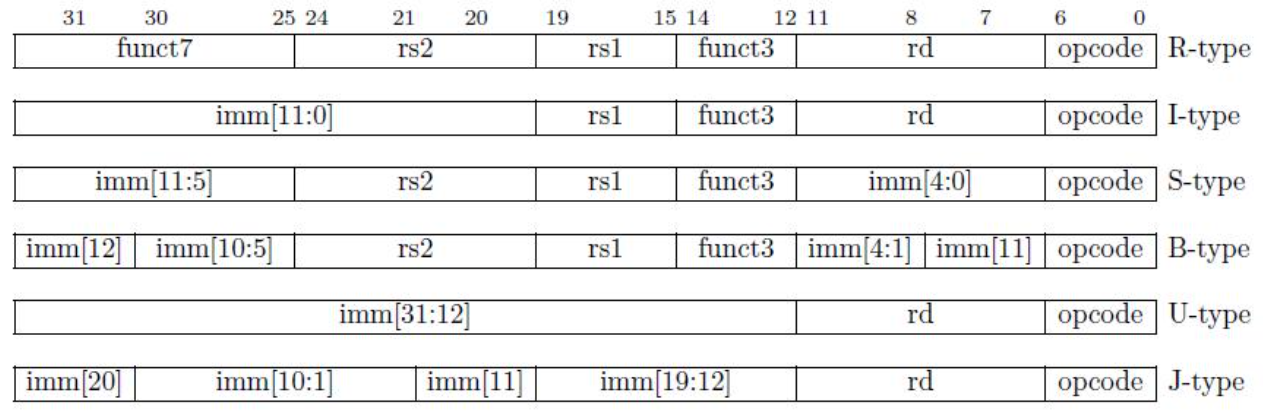 31 30 25 24 21 20 19 15 14 12 11 8 7 6 0
funct7 rs2 rs1 funct3 rd opcode R-type
imm[11:0] rs1 funct3 rd opcode I-type
imm[11:5] rs2 rs1 funct3 imm[4:0] opcode S-type
imm[12] imm[10:5] rs2 rs1 funct3 imm[4:1] imm[11] opcode B-type
imm[31:12] rd opcode U-type
imm[20] imm[10:1] imm[11] imm[19:12] rd opcode J-type